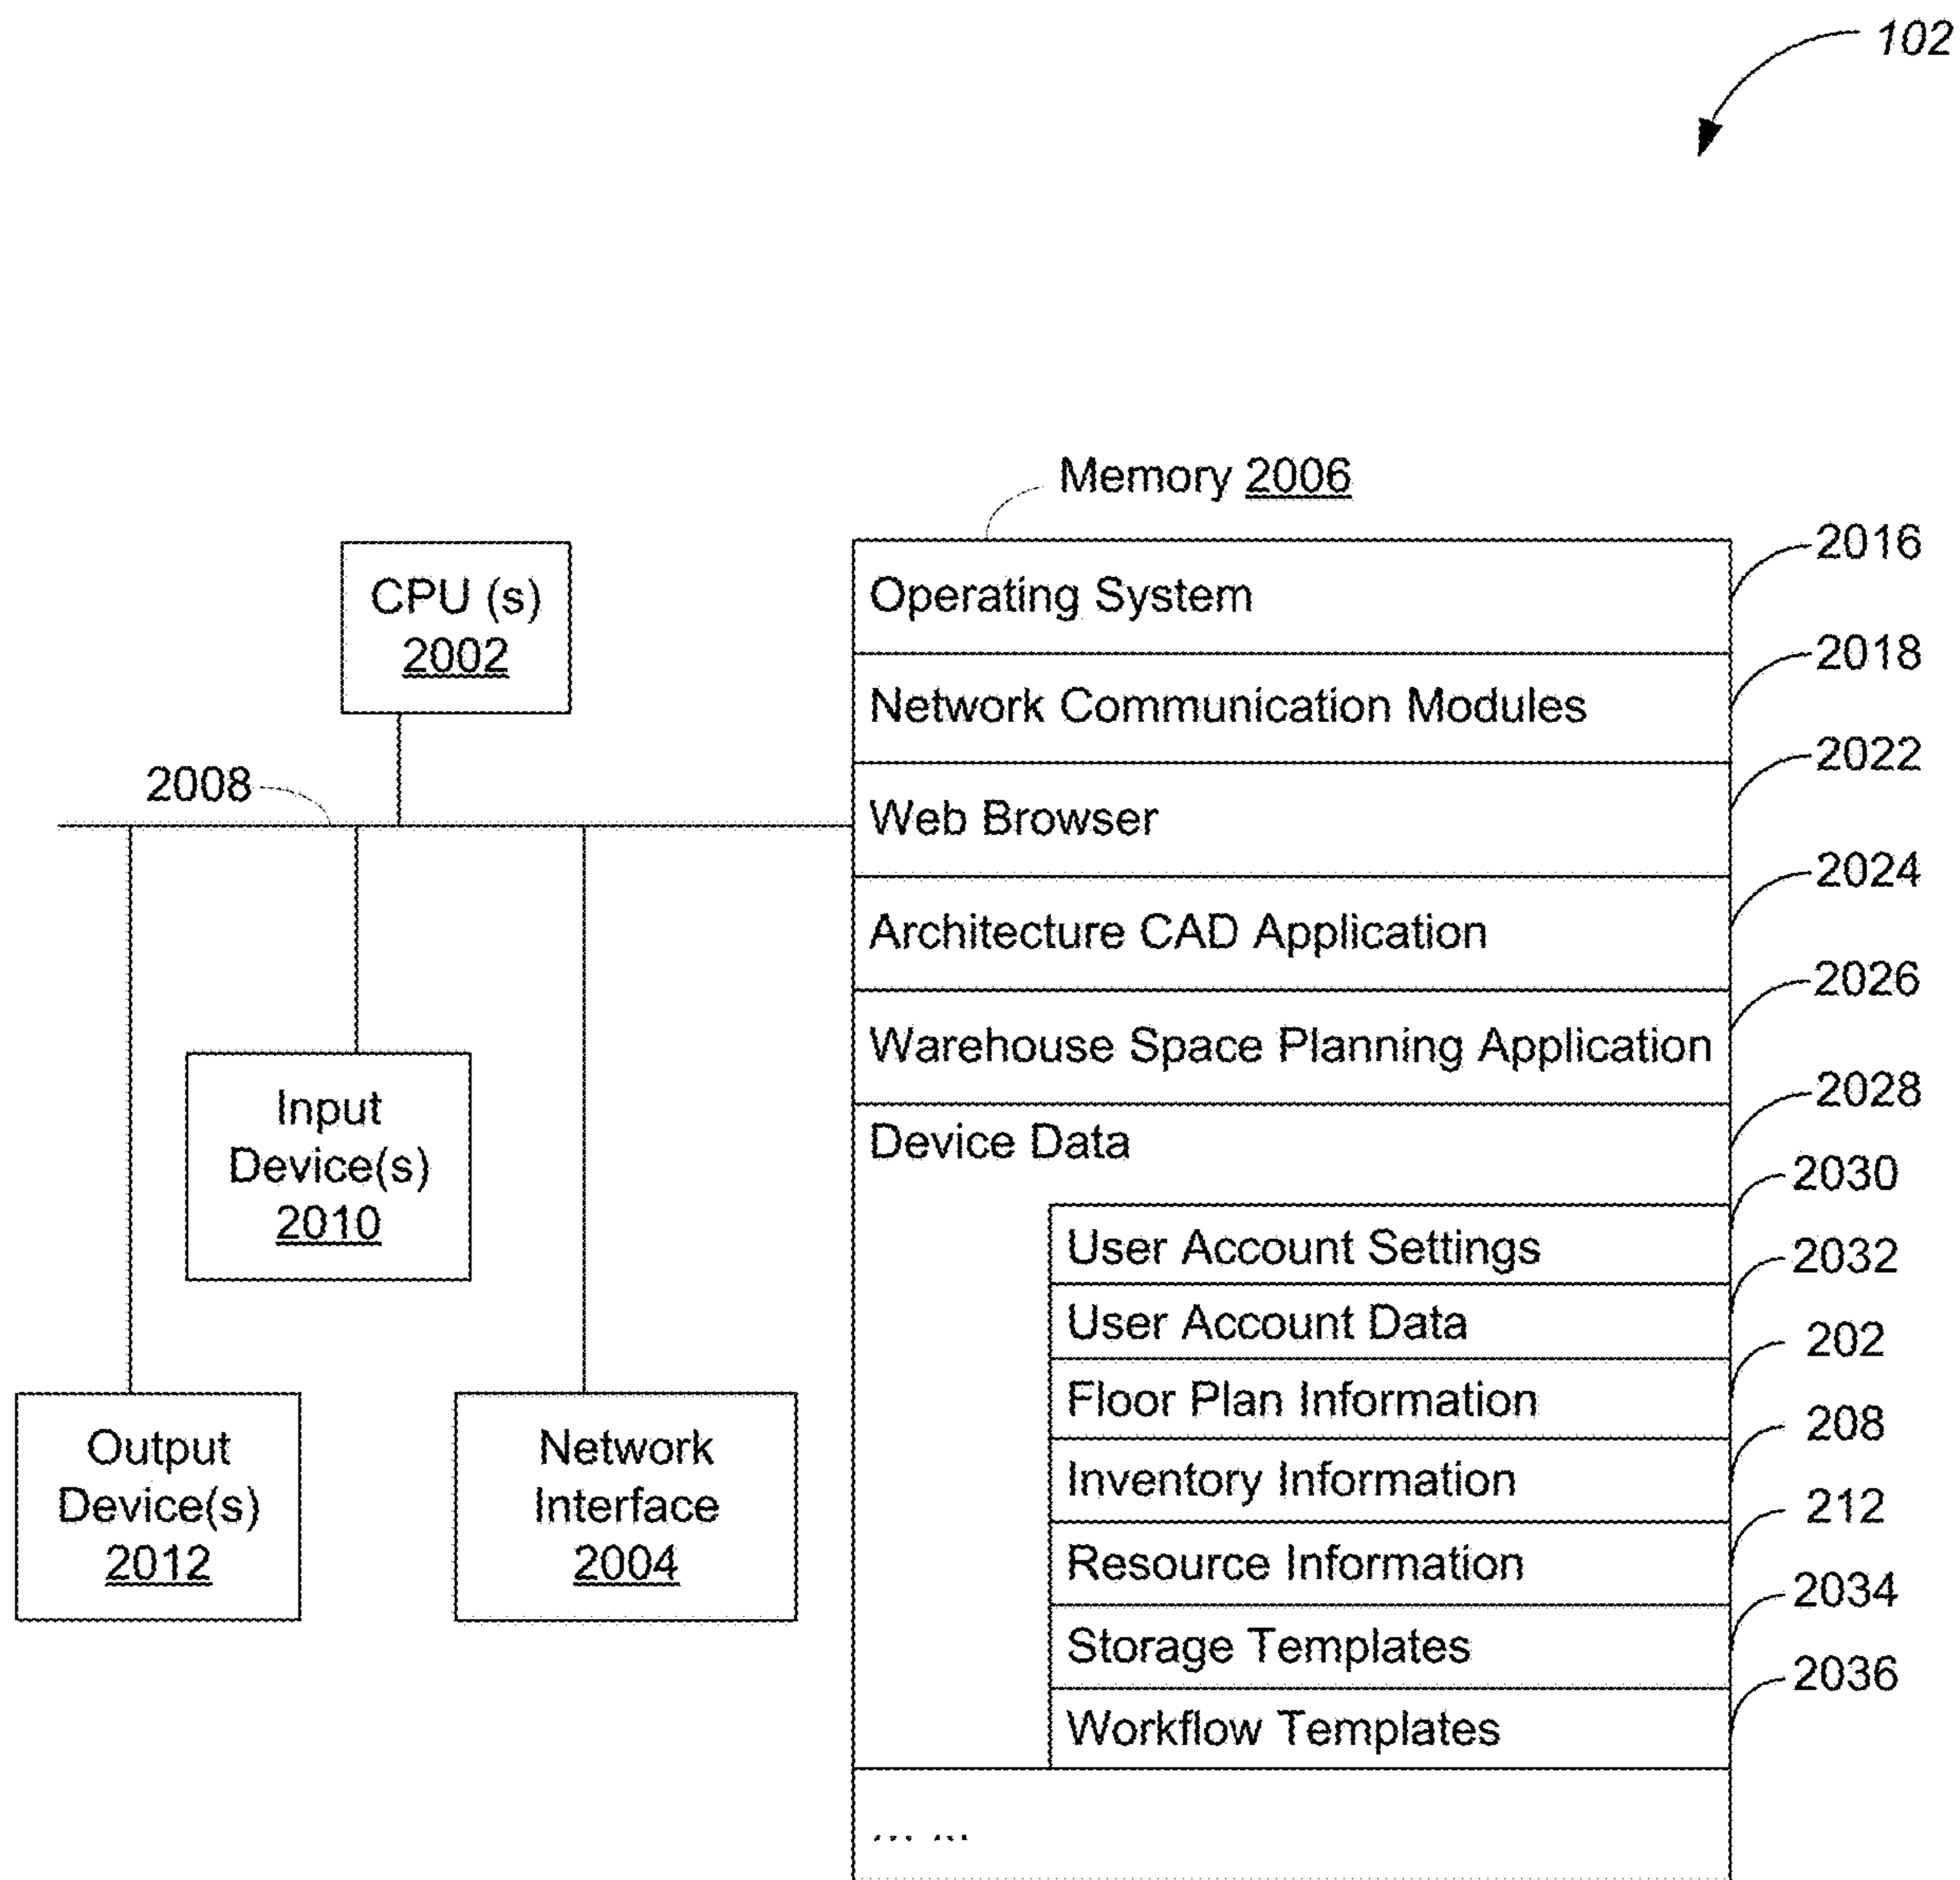 102
Memory 2006
CPU (s)
2002
2008
Input
Device(s)
2010
Output
Device(s)
2012
Network
Interface
2004
Operating System
2016
Network Communication Modules
2018
Web Browser
2022
Architecture CAD Application
2024
Warehouse Space Planning Application
2026
Device Data
2028
User Account Settings
2030
User Account Data
2032
Floor Plan Information
202
Inventory Information
208
Resource Information
212
Storage Templates
2034
Workflow Templates
2036
... ...